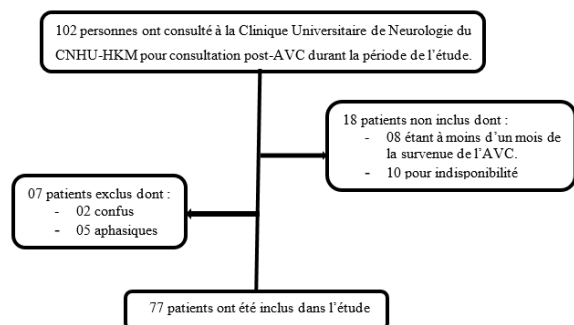 102 personnes ont consulté à la Clinique Universitaire de Neurologie du
CNHU-HKM pour consultation post-AVC durant la période de l'étude.
18 patients non inclus dont :
- 08 étant à moins d'un mois de
la survenue de l'AVC.
- 10 pour indisponibilité
07 patients exclus dont :
- 02 confus
- 05 aphasiques
77 patients ont été inclus dans l'étude